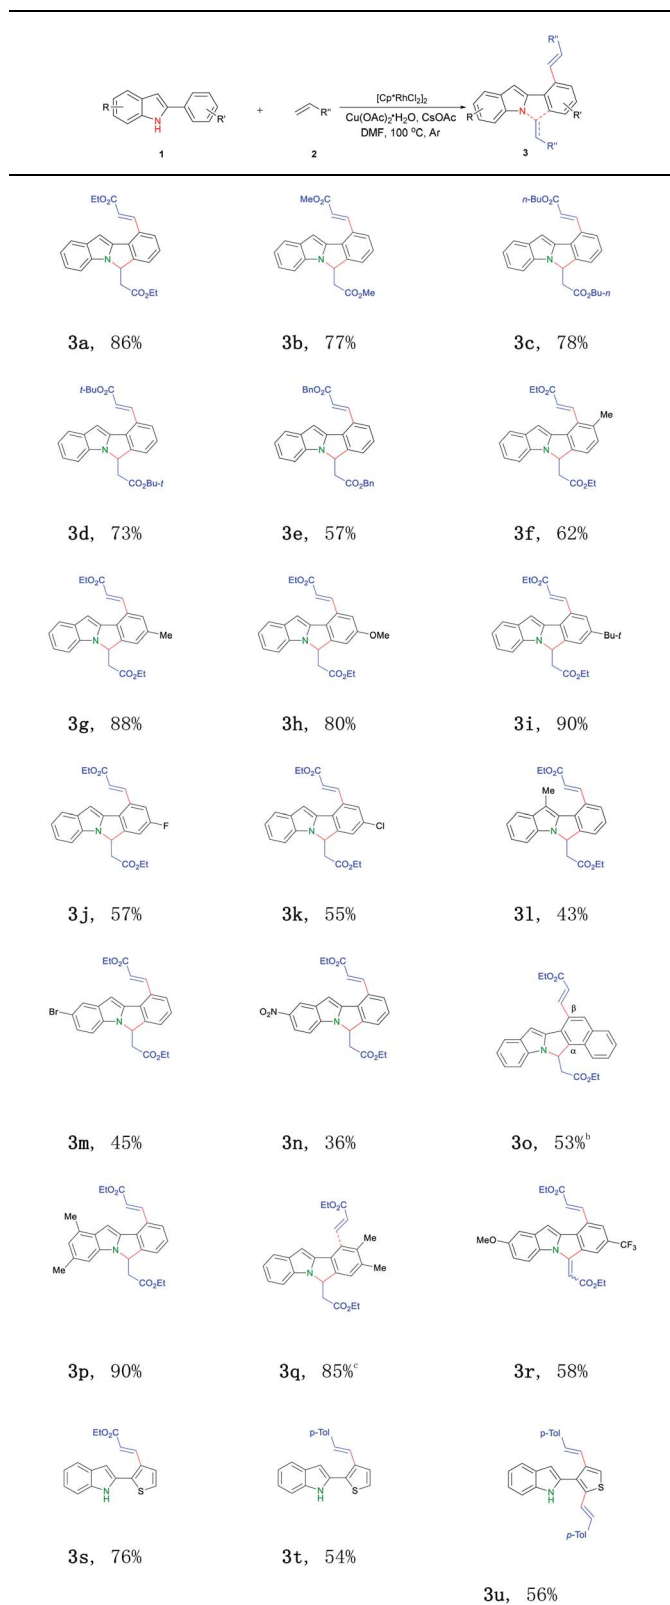 R''
[Cp*RhCl2]2
R N H R' + R'' Cu(OAc)2•H2O, CsOAc R N R'
DMF, 100 °C, Ar
R''
1 2 3
EtO2C MeO2C n-BuO2C
N N N
CO2Et CO2Me CO2Bu-n
3a, 86% 3b, 77% 3c, 78%
t-BuO2C BnO2C EtO2C
Me
N N N
CO2Bu-t CO2Bn CO2Et
3d, 73% 3e, 57% 3f, 62%
EtO2C EtO2C EtO2C
N Me N OMe N Bu-t
CO2Et CO2Et CO2Et
3g, 88% 3h, 80% 3i, 90%
EtO2C EtO2C EtO2C
Me
N F N Cl N
CO2Et CO2Et CO2Et
3j, 57% 3k, 55% 3l, 43%
EtO2C EtO2C EtO2C
Br N O2N N β
N α
CO2Et CO2Et CO2Et
3m, 45% 3n, 36% 3o, 53%b
EtO2C EtO2C EtO2C
Me Me
N N Me MeO N CF3
Me
CO2Et CO2Et CO2Et
3p, 90% 3q, 85%c 3r, 58%
EtO2C p-Tol p-Tol
N H S N H S N H S
p-Tol
3s, 76% 3t, 54%
3u, 56%